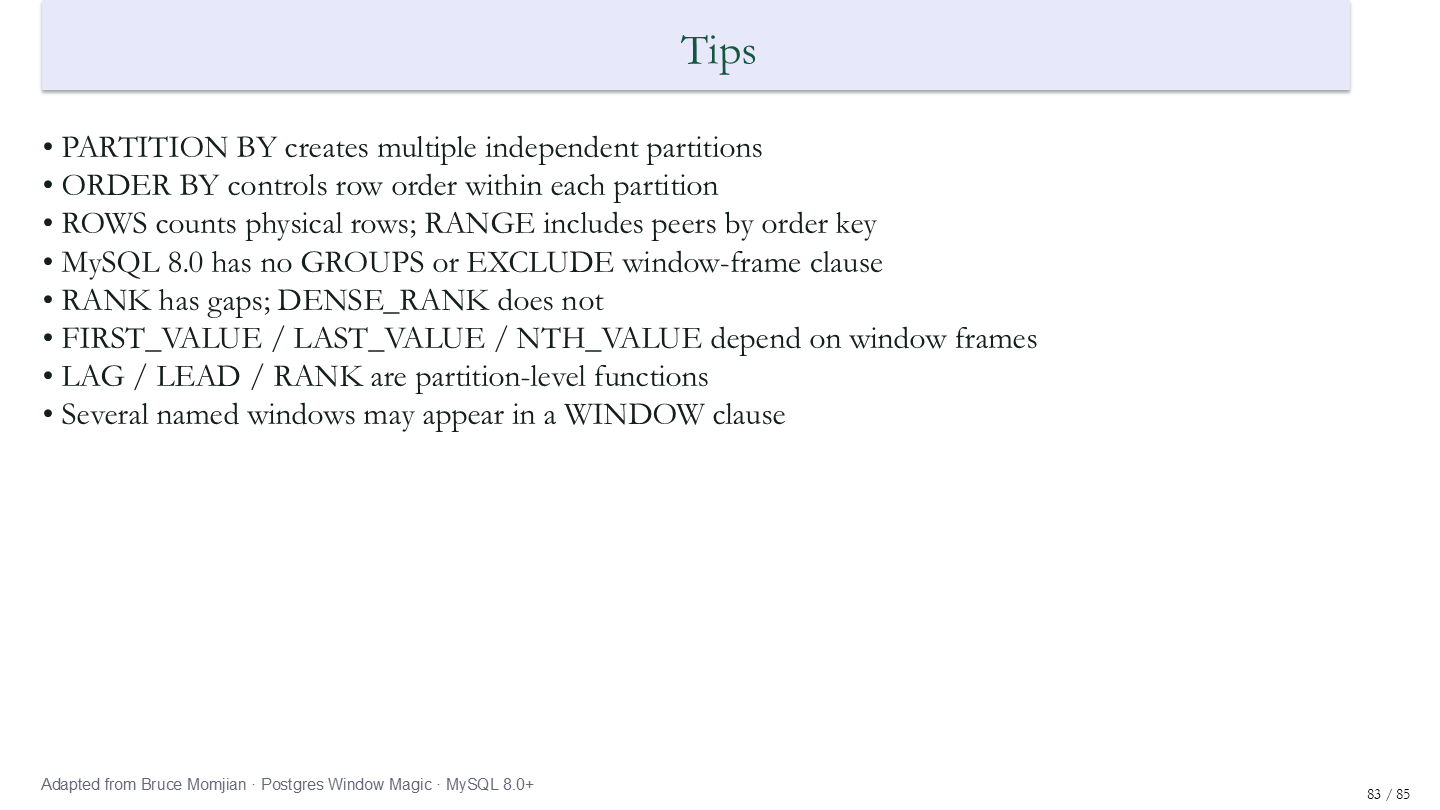 Tips
• PARTITION BY creates multiple independent partitions
• ORDER BY controls row order within each partition
• ROWS counts physical rows; RANGE includes peers by order key
• MySQL 8.0 has no GROUPS or EXCLUDE window-frame clause
• RANK has gaps; DENSE_RANK does not
• FIRST_VALUE / LAST_VALUE / NTH_VALUE depend on window frames
• LAG / LEAD / RANK are partition-level functions
• Several named windows may appear in a WINDOW clause
Adapted from Bruce Momjian · Postgres Window Magic · MySQL 8.0+
83 / 85